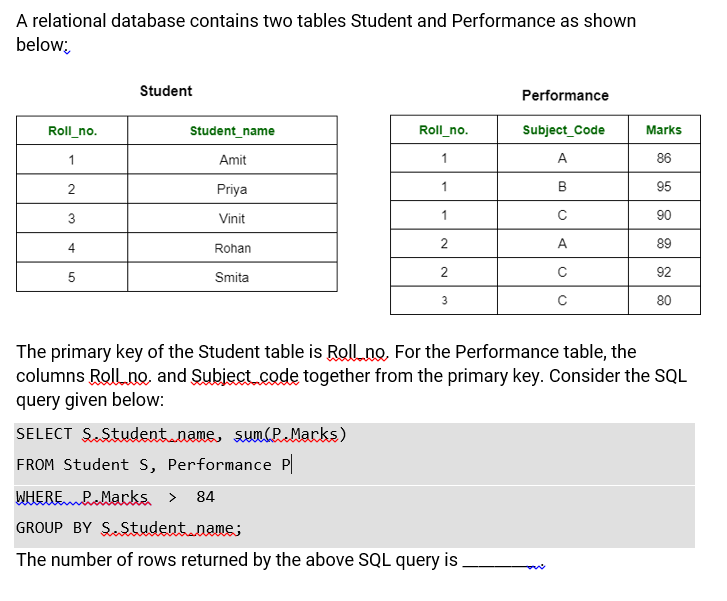 A relational database contains two tables Student and Performance as shown
below:
Student
Roll_no. Student_name
1 Amit
2 Priya
3 Vinit
4 Rohan
5 Smita
Performance
Roll_no. Subject_Code Marks
1 A 86
1 B 95
1 C 90
2 A 89
2 C 92
3 C 80
The primary key of the Student table is Roll_no. For the Performance table, the
columns Roll_no. and Subject_code together from the primary key. Consider the SQL
query given below:
SELECT S.Student_name, sum(P.Marks)
FROM Student S, Performance P
WHERE P.Marks > 84
GROUP BY S.Student_name;
The number of rows returned by the above SQL query is ________.